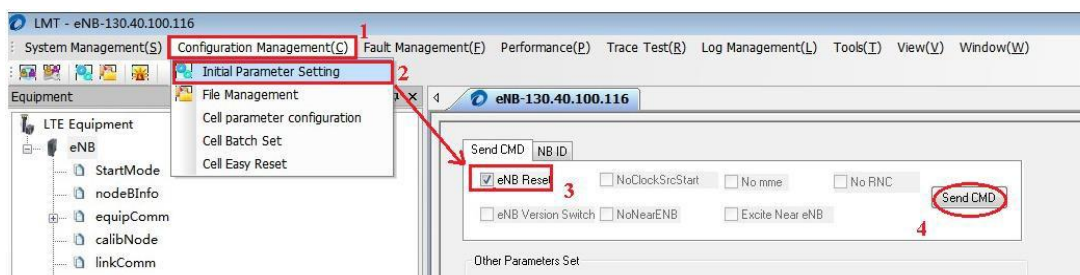 LMT - eNB-130.40.100.116
1
System Management(S) Configuration Management(C) Fault Management(F) Performance(P) Trace Test(R) Log Management(L) Tools(T) View(V) Window(W)
Initial Parameter Setting
2
Equipment
File Management
eNB-130.40.100.116
Cell parameter configuration
LTE Equipment
Cell Batch Set
eNB
Send CMD NB ID
Cell Easy Reset
StartMode
eNB Reset NoClockSrcStart No mme No RNC
3
Send CMD
nodeBInfo
equipComm
eNB Version Switch NoNearENB Excite Near eNB
4
calibNode
linkComm
Other Parameters Set